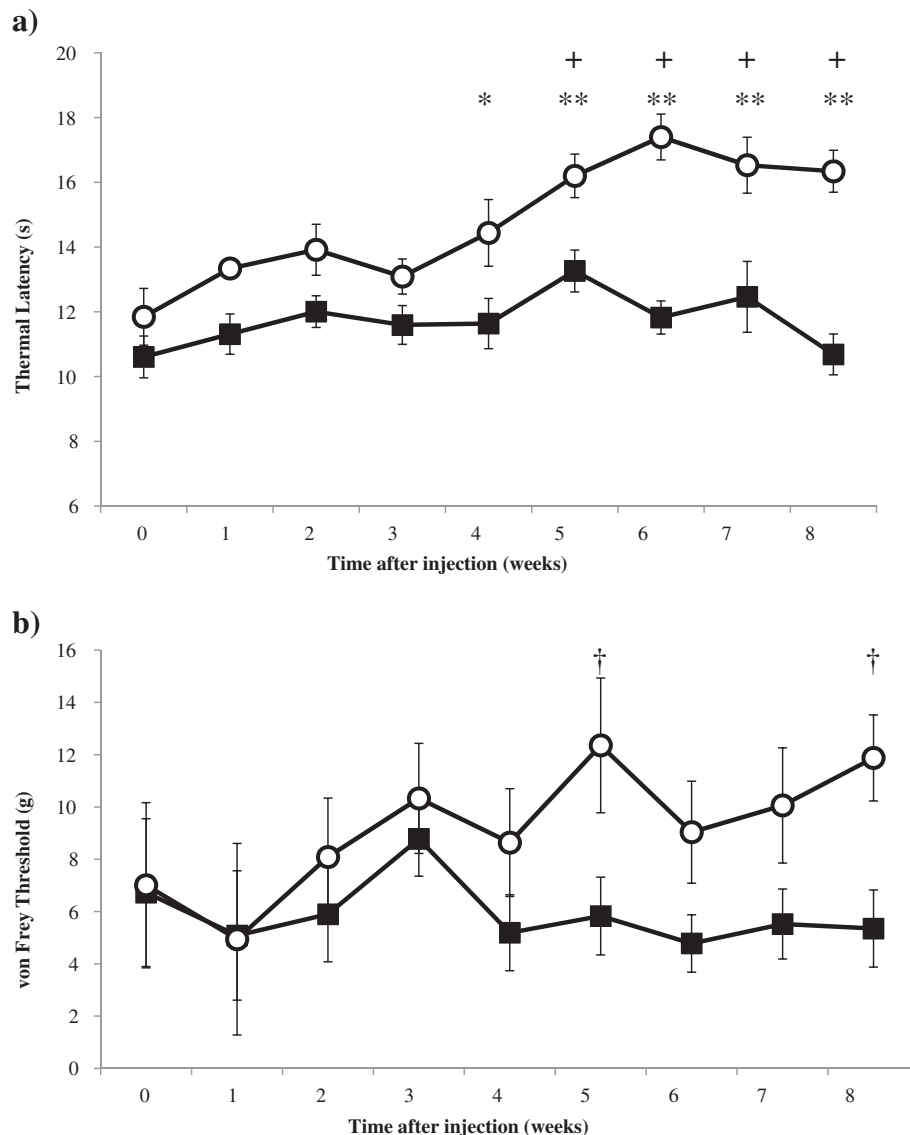 a)
20
18
16
14
12
10
8
6
+ + + +
* ** ** ** **
Thermal Latency (s)
0 1 2 3 4 5 6 7 8
Time after injection (weeks)
b)
16
14
12
10
8
6
4
2
0
† †
von Frey Threshold (g)
0 1 2 3 4 5 6 7 8
Time after injection (weeks)